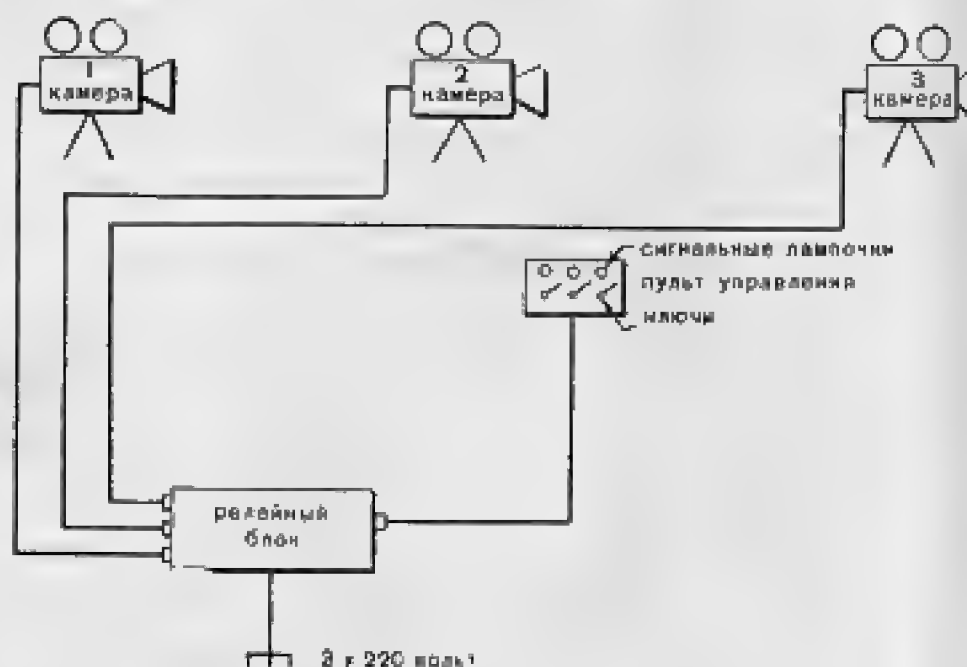 1
камера
2
камера
3
камера
сигнальные лампочки
пульт управления
ключи
релейный
блок
220 вольт